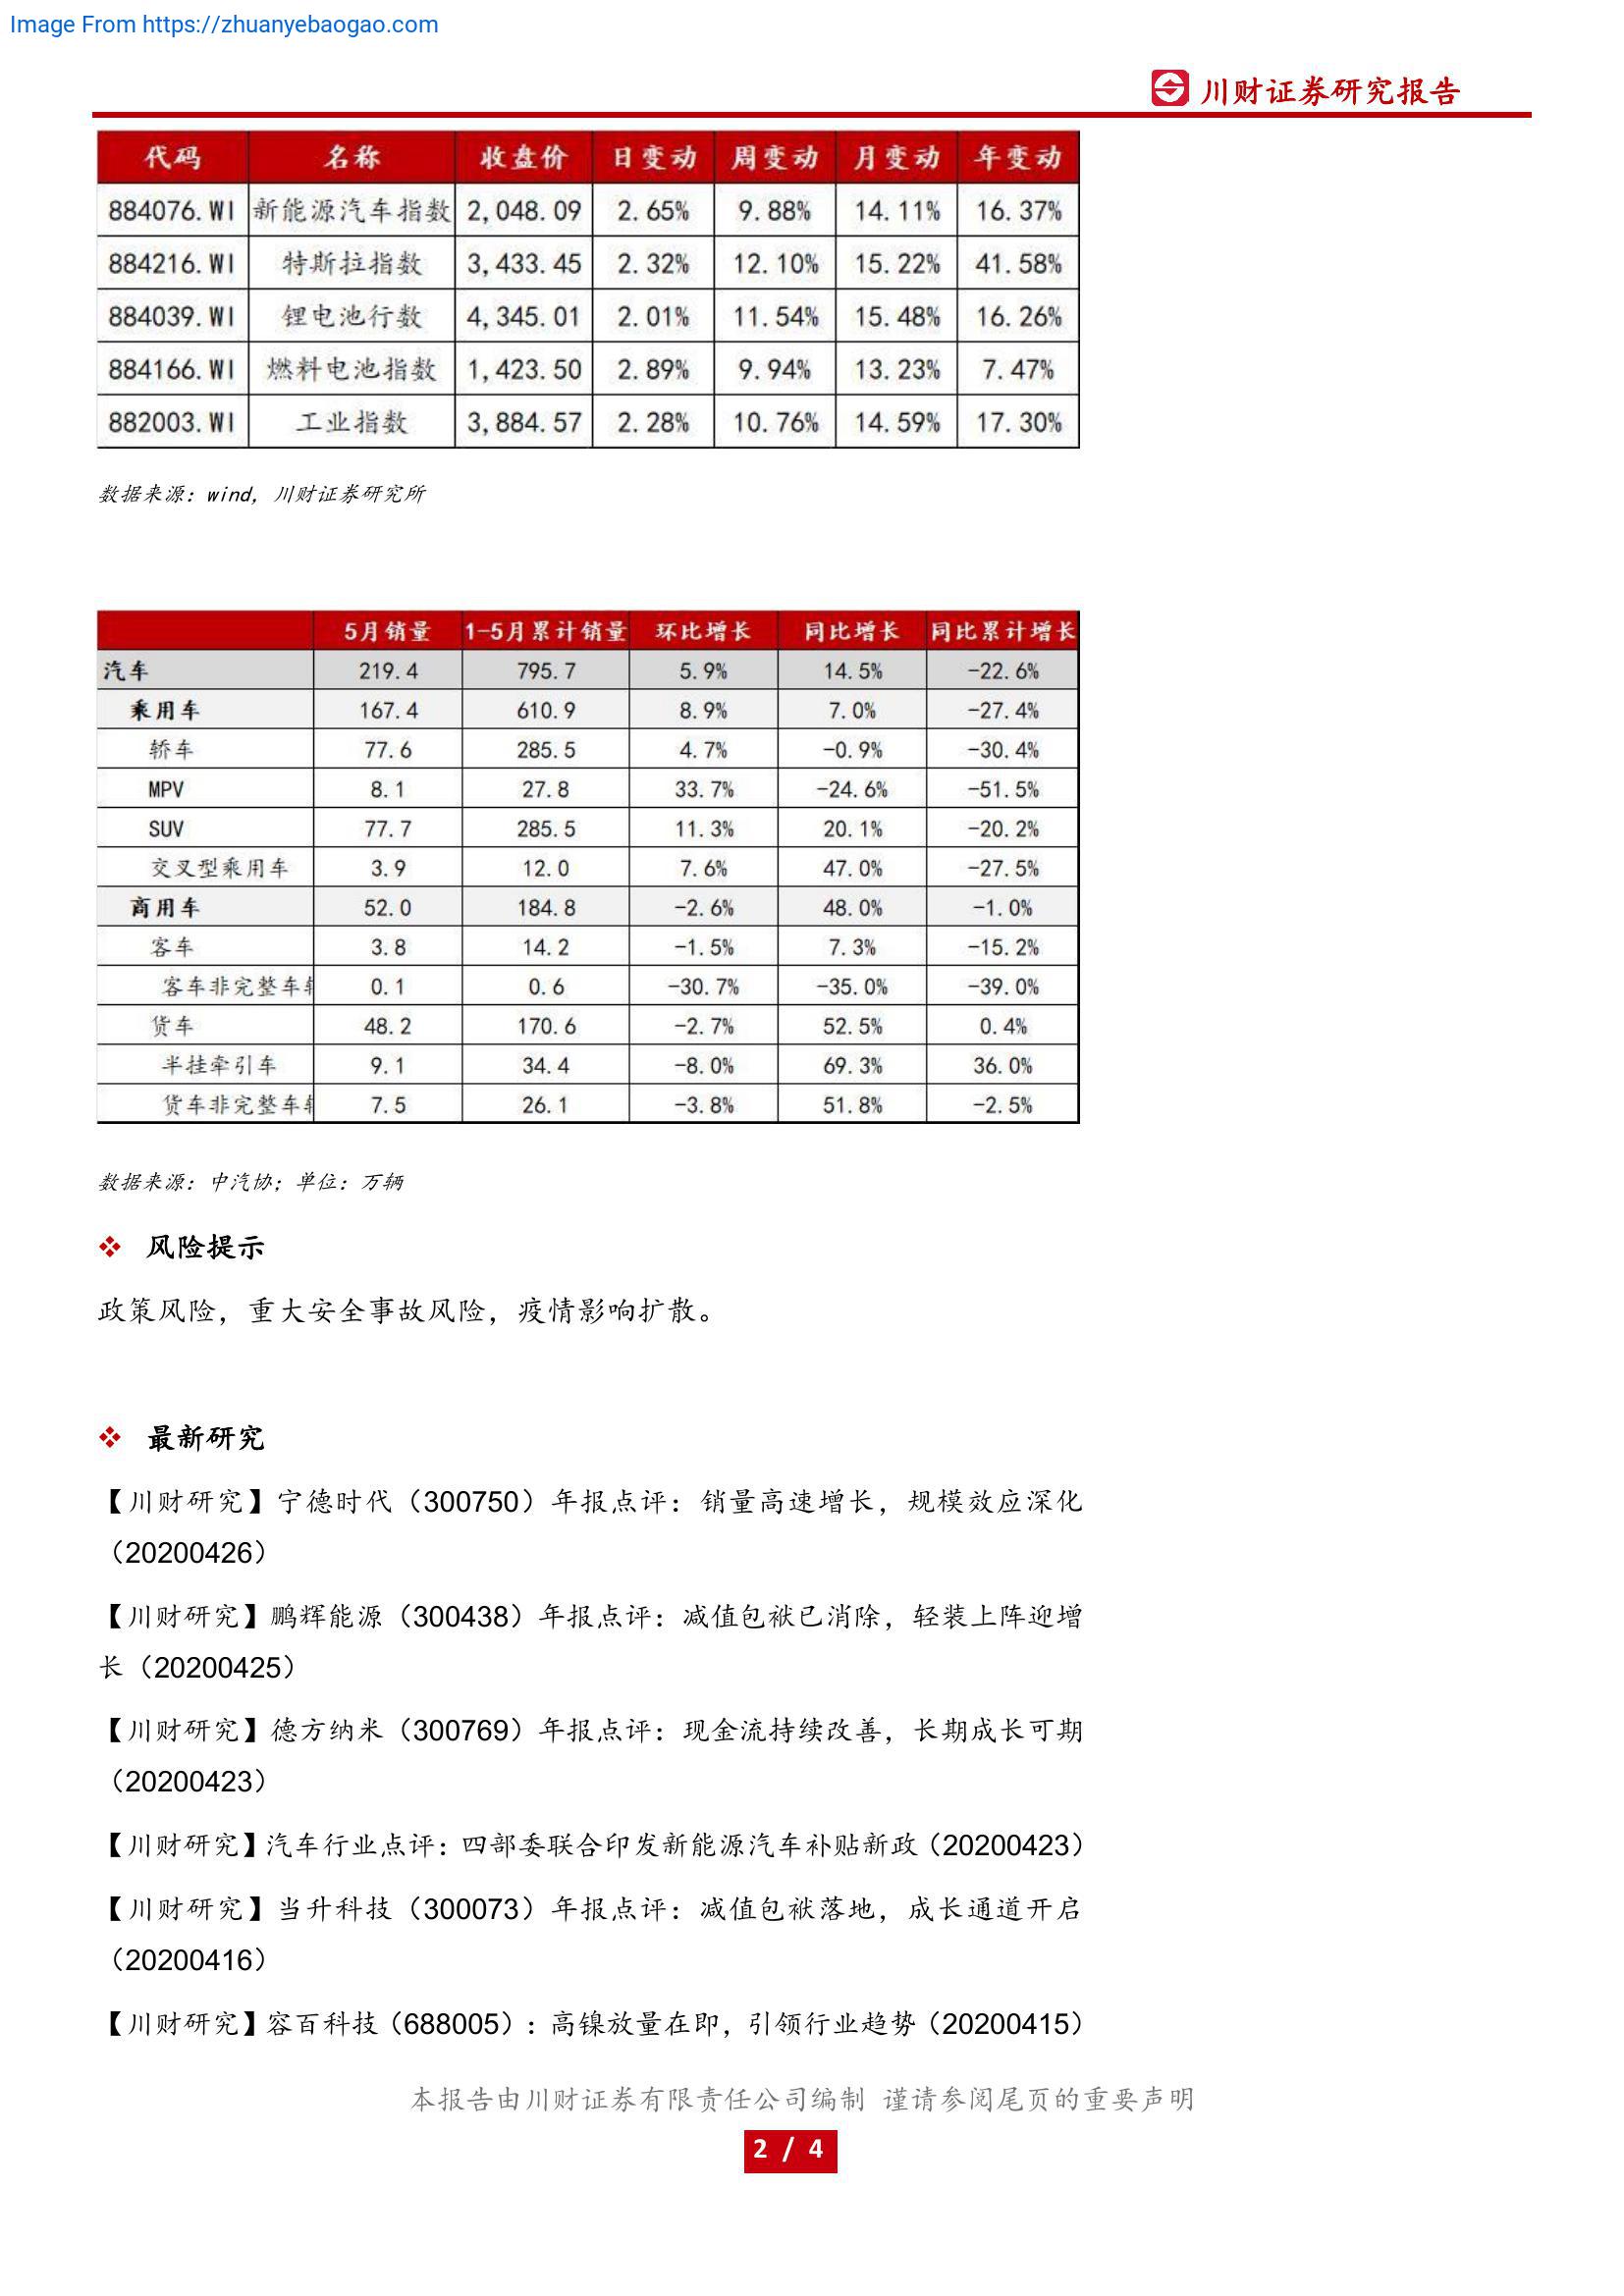 Image From https://zhuanyebaogao.com
川财证券研究报告
代码 名称 收盘价 日变动 周变动 月变动 年变动
884076.WI 新能源汽车指数 2,048.09 2.65% 9.88% 14.11% 16.37%
884216.WI 特斯拉指数 3,433.45 2.32% 12.10% 15.22% 41.58%
884039.WI 锂电池行数 4,345.01 2.01% 11.54% 15.48% 16.26%
884166.WI 燃料电池指数 1,423.50 2.89% 9.94% 13.23% 7.47%
882003.WI 工业指数 3,884.57 2.28% 10.76% 14.59% 17.30%
数据来源：wind，川财证券研究所
5月销量 1-5月累计销量 环比增长 同比增长 同比累计增长
汽车 219.4 795.7 5.9% 14.5% -22.6%
乘用车 167.4 610.9 8.9% 7.0% -27.4%
轿车 77.6 285.5 4.7% -0.9% -30.4%
MPV 8.1 27.8 33.7% -24.6% -51.5%
SUV 77.7 285.5 11.3% 20.1% -20.2%
交叉型乘用车 3.9 12.0 7.6% 47.0% -27.5%
商用车 52.0 184.8 -2.6% 48.0% -1.0%
客车 3.8 14.2 -1.5% 7.3% -15.2%
客车非完整车 0.1 0.6 -30.7% -35.0% -39.0%
货车 48.2 170.6 -2.7% 52.5% 0.4%
半挂牵引车 9.1 34.4 -8.0% 69.3% 36.0%
货车非完整车 7.5 26.1 -3.8% 51.8% -2.5%
数据来源：中汽协；单位：万辆
❖ 风险提示
政策风险，重大安全事故风险，疫情影响扩散。
❖ 最新研究
【川财研究】宁德时代（300750）年报点评：销量高速增长，规模效应深化
（20200426）
【川财研究】鹏辉能源（300438）年报点评：减值包袱已消除，轻装上阵迎增
长（20200425）
【川财研究】德方纳米（300769）年报点评：现金流持续改善，长期成长可期
（20200423）
【川财研究】汽车行业点评：四部委联合印发新能源汽车补贴新政（20200423）
【川财研究】当升科技（300073）年报点评：减值包袱落地，成长通道开启
（20200416）
【川财研究】容百科技（688005）：高镍放量在即，引领行业趋势（20200415）
本报告由川财证券有限责任公司编制 谨请参阅尾页的重要声明
2 / 4